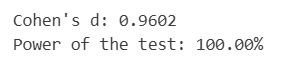 Cohen's d: 0.9602
Power of the test: 100.00%